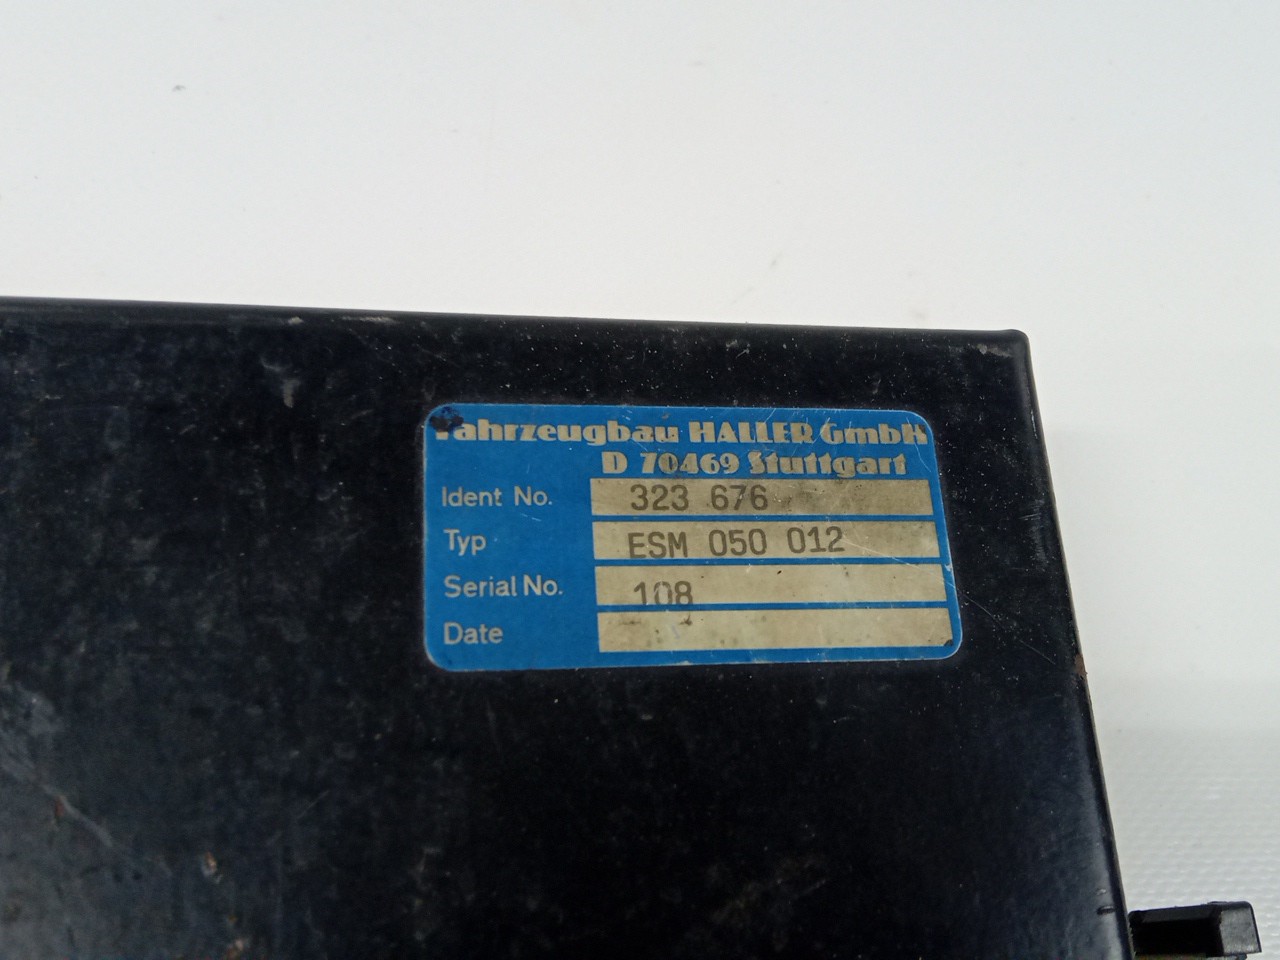 Fahrzeugbau HALLER GmbH
D 70469 Stuttgart
Ident No. 323 676
Typ ESM 050 012
Serial No. 108
Date